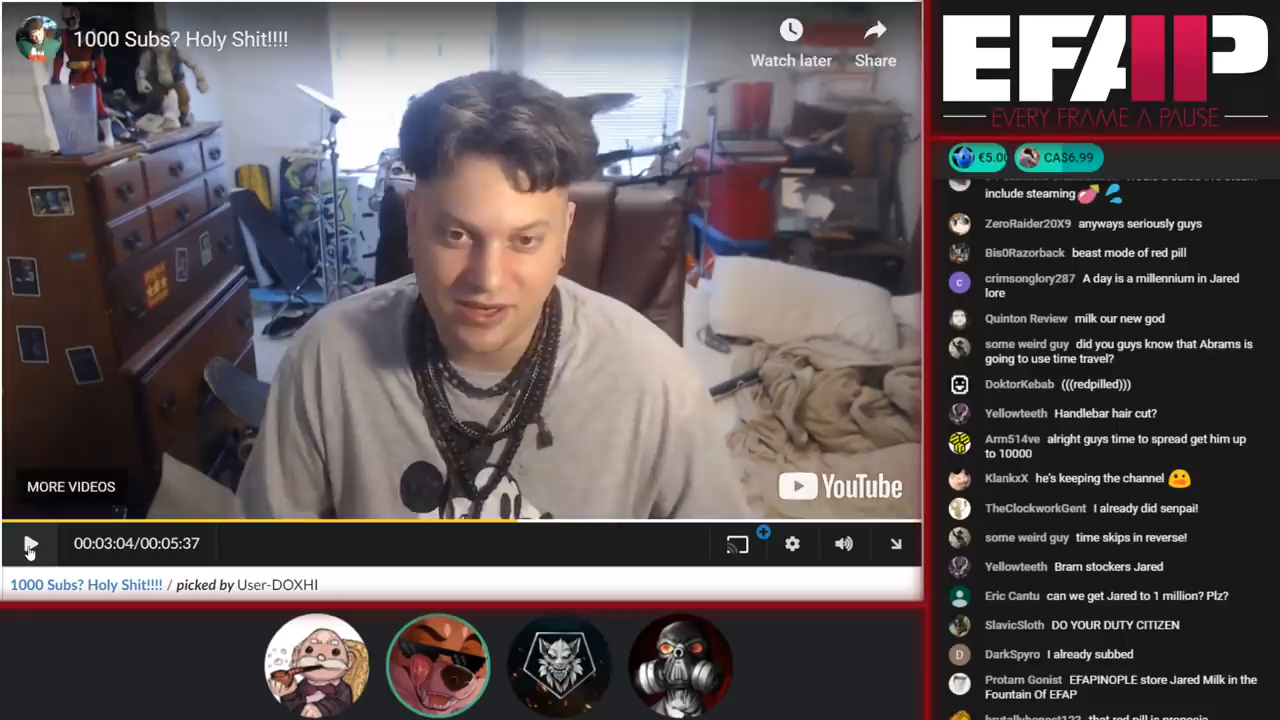 1000 Subs? Holy Shit!!!!
Watch later
Share
MORE VIDEOS
YouTube
00:03:04/00:05:37
1000 Subs? Holy Shit!!!! / picked by User-DOXHI
EFAP
EVERY FRAME A PAUSE
€5.00
CA$6.99
include steaming
ZeroRaider20X9 anyways seriously guys
Bis0Razorback beast mode of red pill
crimsonglory287 A day is a millennium in Jared
lore
Quinton Review milk our new god
some weird guy did you guys know that Abrams is
going to use time travel?
DoktorKebab (((redpilled)))
Yellowteeth Handlebar hair cut?
Arm514ve alright guys time to spread get him up
to 10000
KlankxX he's keeping the channel
TheClockworkGent I already did senpai!
some weird guy time skips in reverse!
Yellowteeth Bram stockers Jared
Eric Cantu can we get Jared to 1 million? Plz?
SlavicSloth DO YOUR DUTY CITIZEN
DarkSpyro I already subbed
Protam Gonist EFAPINOPLE store Jared Milk in the
Fountain Of EFAP